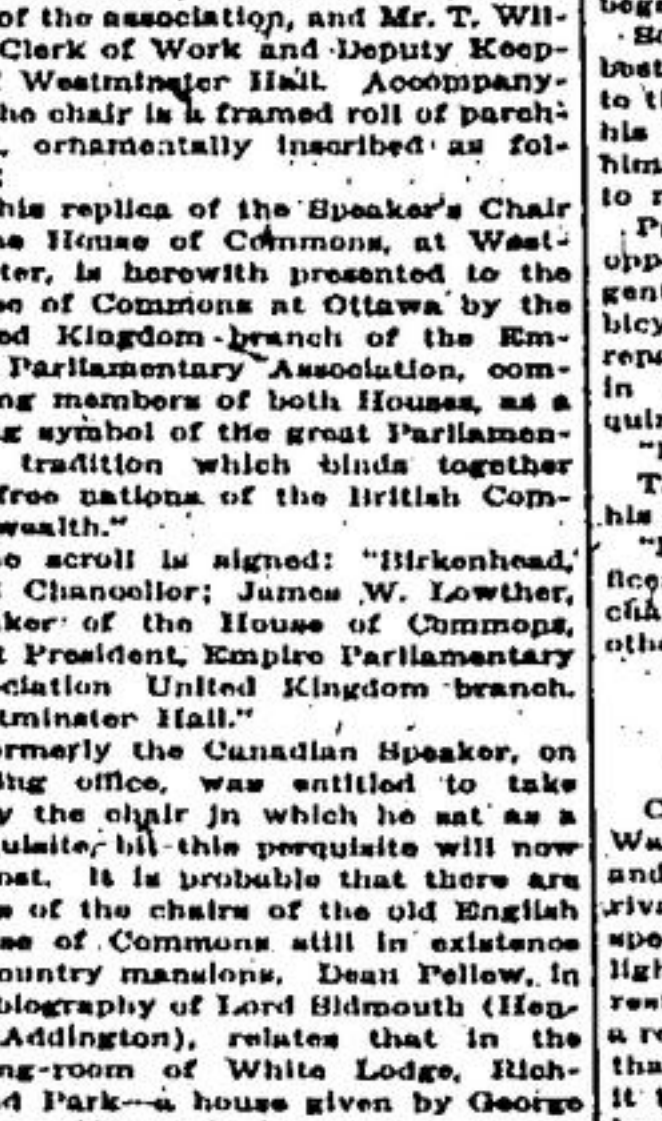 of the association, and Mr. T. Wil-
Clerk of Work and Deputy Keep-
Westminster Hall. Accompany-
he chair is a framed roll of parch-
, ornamentally inscribed as fol-
:
his replica of the Speaker's Chair
he House of Commons, at West-
ter, is herewith presented to the
se of Commons at Ottawa by the
ed Kingdom branch of the Em-
Parliamentary Association, com-
ng members of both Houses, as a
g symbol of the great Parliamen-
tradition which binds together
free nations of the British Com-
wealth."
e scroll is signed: "Birkenhead,
Chancellor; James W. Lowther,
aker of the House of Commons,
t President, Empire Parliamentary
ciation United Kingdom branch.
tminster Hall."
ormerly the Canadian Speaker, on
ing office, was entitled to take
y the chair in which he sat as a
uisite, but this perquisite will now
ost. It is probable that there are
e of the chairs of the old English
se of Commons still in existence
ountry mansions. Dean Pellew, in
biography of Lord Sidmouth (Hen-
Addington), relates that in the
ng-room of White Lodge, Rich-
d Park—a house given by George
bost
to th
his
him
to r
opp
gent
bicy
repa
in
quir
"I
T
his
"I
fice
cha
othe
C
Wa
and
riva
spe
ligh
res
a re
tha
it t